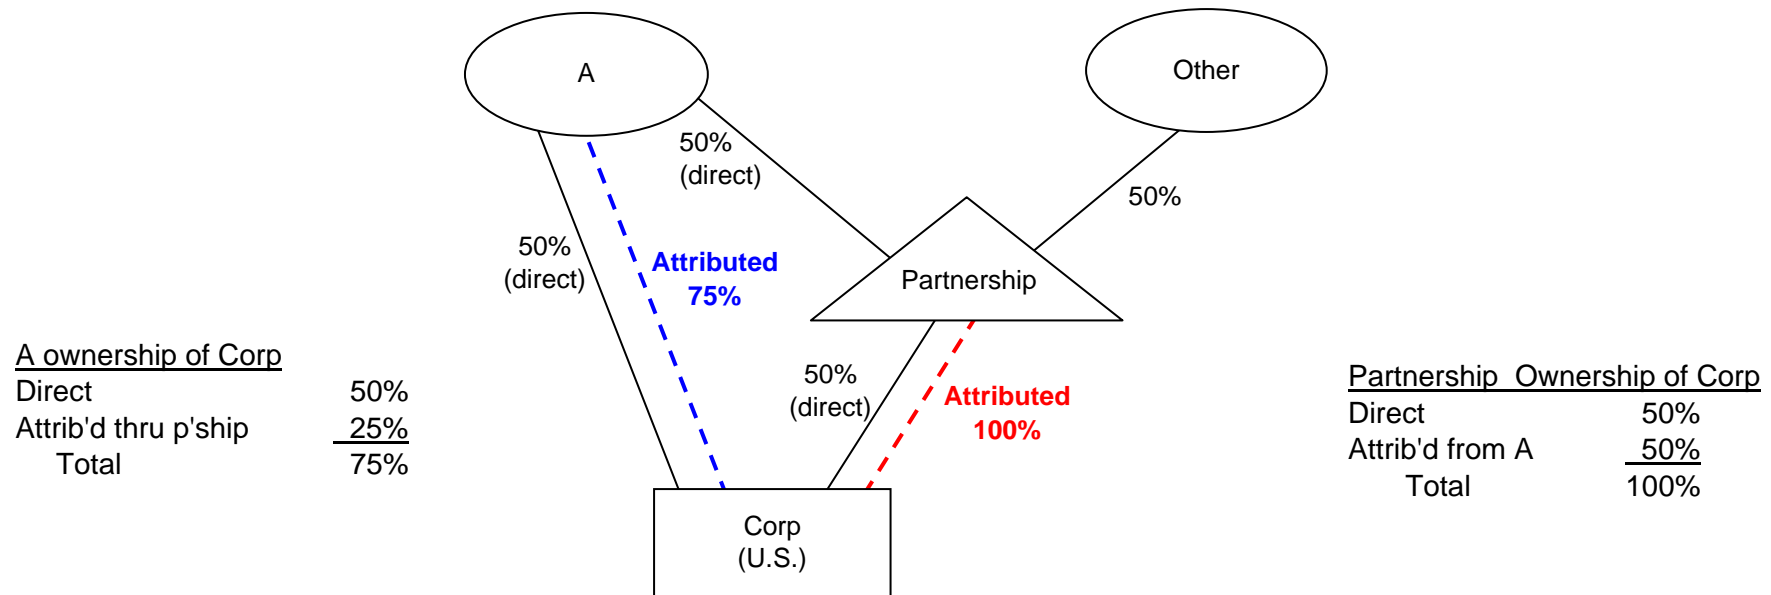 A
Other
50%
(direct)
50%
50%
(direct)
Attributed
75%
Partnership
50%
(direct)
Attributed
100%
A ownership of Corp
Direct 50%
Attrib'd thru p'ship 25%
Total 75%
Partnership Ownership of Corp
Direct 50%
Attrib'd from A 50%
Total 100%
Corp
(U.S.)